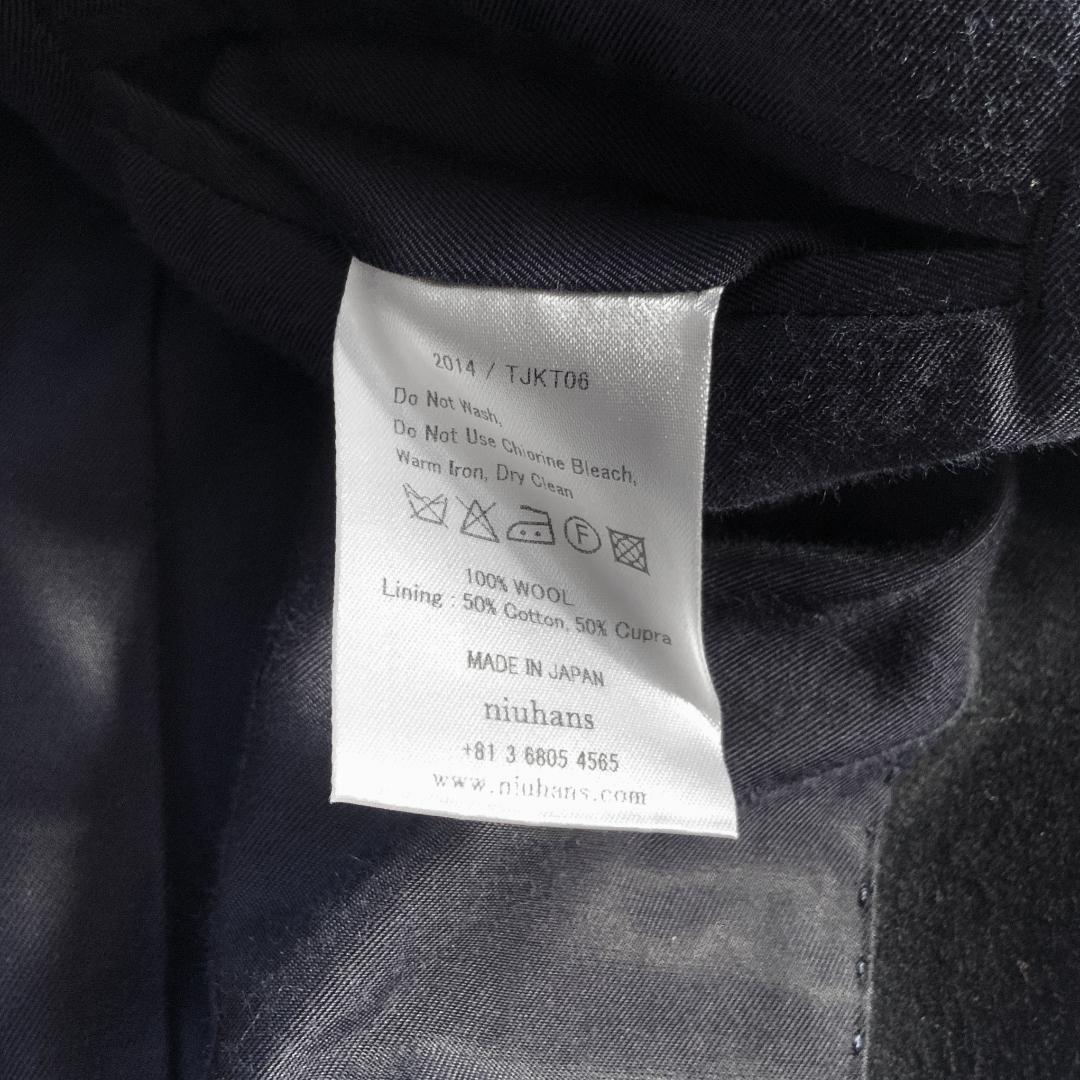 2014 / TJKT06
Do Not Wash,
Do Not Use Chlorine Bleach,
Warm Iron, Dry Clean
F
100% WOOL
Lining : 50% Cotton, 50% Cupra
MADE IN JAPAN
niuhans
+81 3 6805 4565
www.niuhans.com